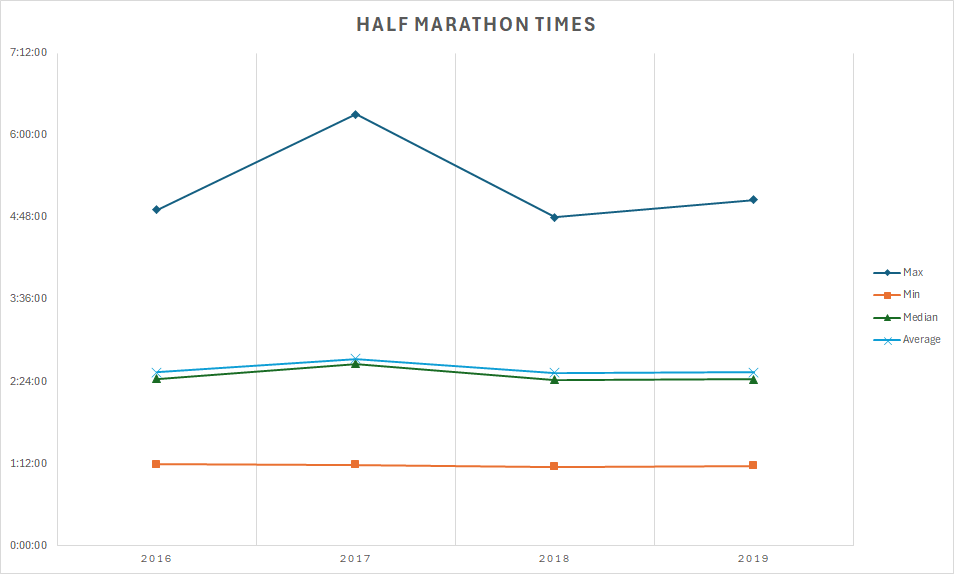 HALF MARATHON TIMES
7:12:00
6:00:00
4:48:00
3:36:00
2:24:00
1:12:00
0:00:00
2016 2017 2018 2019
Max
Min
Median
Average